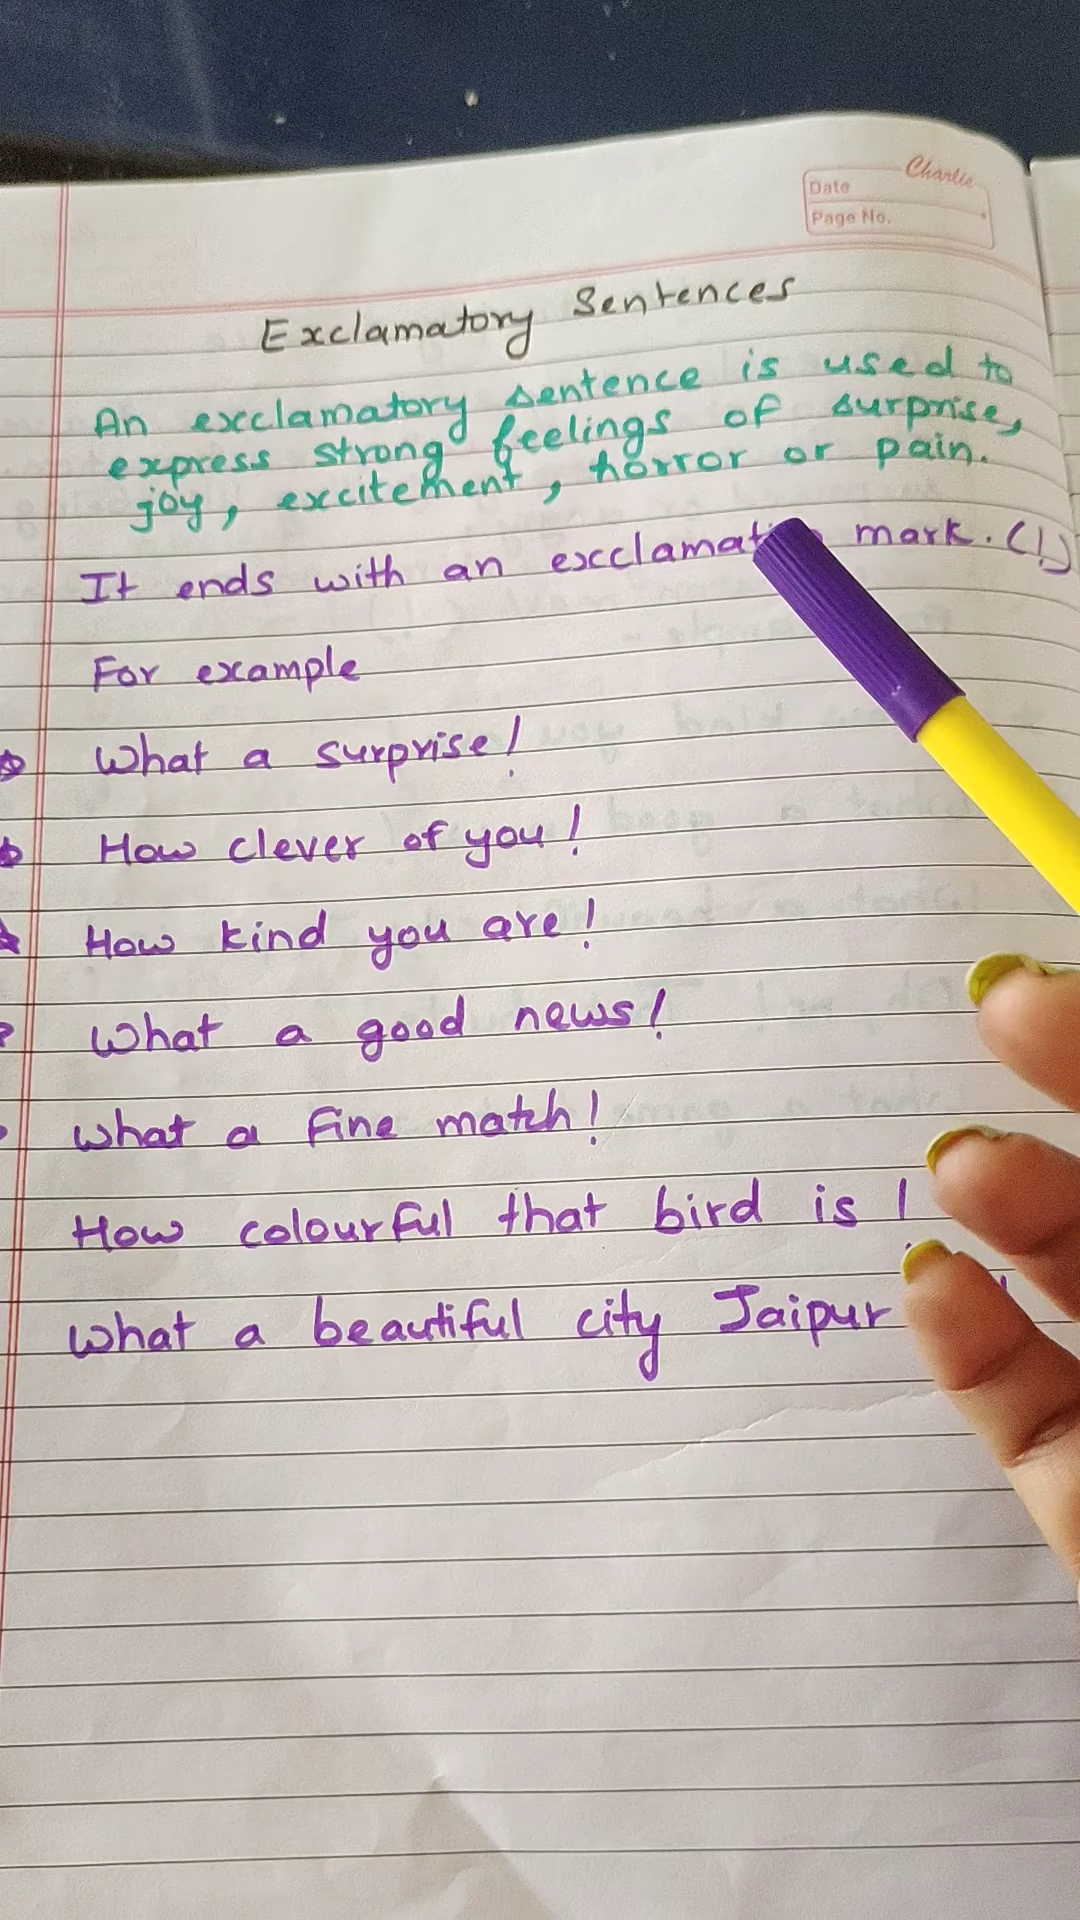 Charlie
Date
Page No.
Exclamatory Sentences
An exclamatory sentence is used to
express strong feelings of surprise,
joy, excitement, horror or pain.
It ends with an exclamati mark. (!)
For example
What a surprise!
How clever of you!
How kind you are!
What a good news!
What a fine match!
How colourful that bird is!
What a beautiful city Jaipur